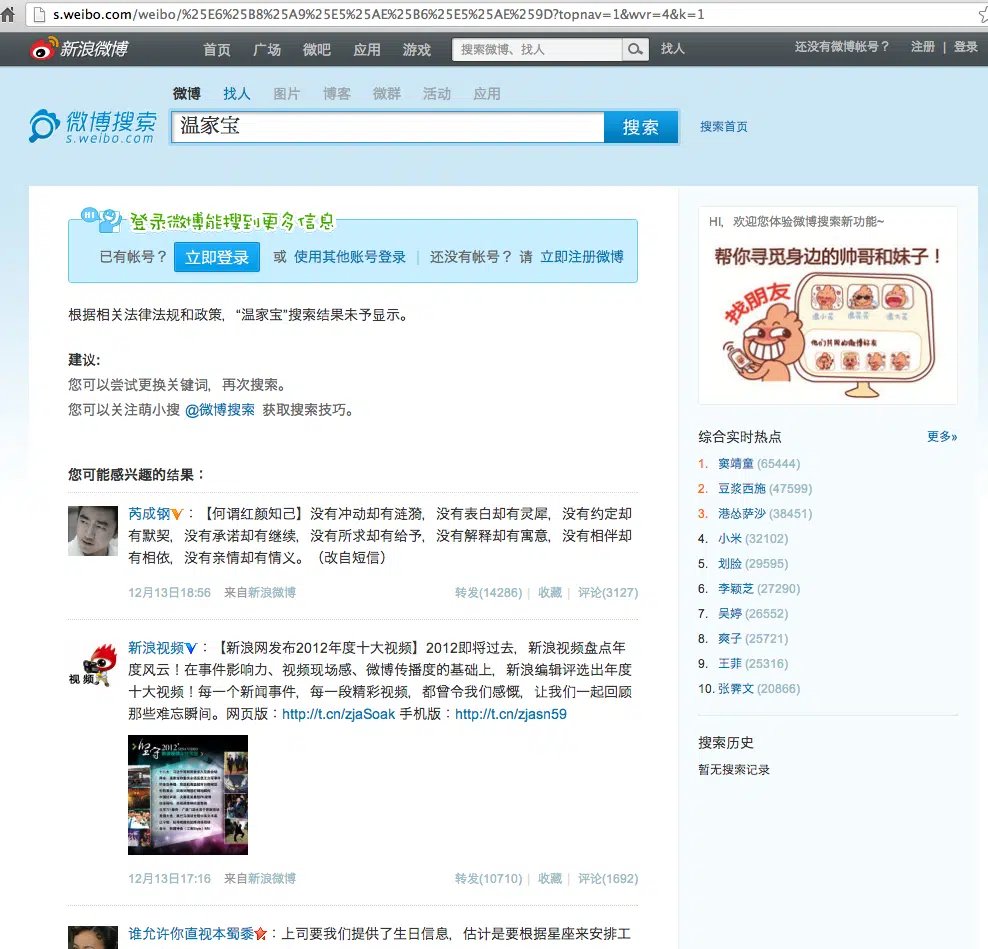 s.weibo.com/weibo/%25E6%25B8%25A9%25E5%25AE%25B6%25E5%25AE%259D?topnav=1&wvr=4&k=1
新浪微博 首页 广场 微吧 应用 游戏 搜索微博、找人 找人 还没有微博帐号？ 注册 | 登录
微博 找人 图片 博客 微群 活动 应用
微博搜索
s.weibo.com
温家宝 搜索 搜索首页
HI 登录微博能搜到更多信息
已有帐号？ 立即登录 或 使用其他账号登录 | 还没有帐号？ 请 立即注册微博
根据相关法律法规和政策，“温家宝”搜索结果未予显示。
建议:
您可以尝试更换关键词，再次搜索。
您可以关注萌小搜 @微博搜索 获取搜索技巧。
您可能感兴趣的结果：
芮成钢：【何谓红颜知己】没有冲动却有涟漪，没有表白却有灵犀，没有约定却
有默契，没有承诺却有继续，没有所求却有给予，没有解释却有寓意，没有相伴却
有相依，没有亲情却有情义。（改自短信）
12月13日18:56 来自新浪微博 转发(14286) | 收藏 | 评论(3127)
新浪视频：【新浪网发布2012年度十大视频】2012即将过去，新浪视频盘点年
度风云！在事件影响力、视频现场感、微博传播度的基础上，新浪编辑评选出年度
十大视频！每一个新闻事件，每一段精彩视频，都曾令我们感慨，让我们一起回顾
那些难忘瞬间。网页版：http://t.cn/zjaSoak 手机版：http://t.cn/zjasn59
视频
2012
12月13日17:16 来自新浪微博 转发(10710) | 收藏 | 评论(1692)
谁允许你直视本蜀黍：上司要我们提供了生日信息，估计是要根据星座来安排工
HI，欢迎您体验微博搜索新功能~
帮你寻觅身边的帅哥和妹子！
找朋友
他们共同的微博好友
综合实时热点 更多»
1. 窦靖童 (65444)
2. 豆浆西施 (47599)
3. 港怂萨沙 (38451)
4. 小米 (32102)
5. 划脸 (29595)
6. 李颖芝 (27290)
7. 吴婷 (26552)
8. 爽子 (25721)
9. 王菲 (25316)
10. 张霁文 (20866)
搜索历史
暂无搜索记录